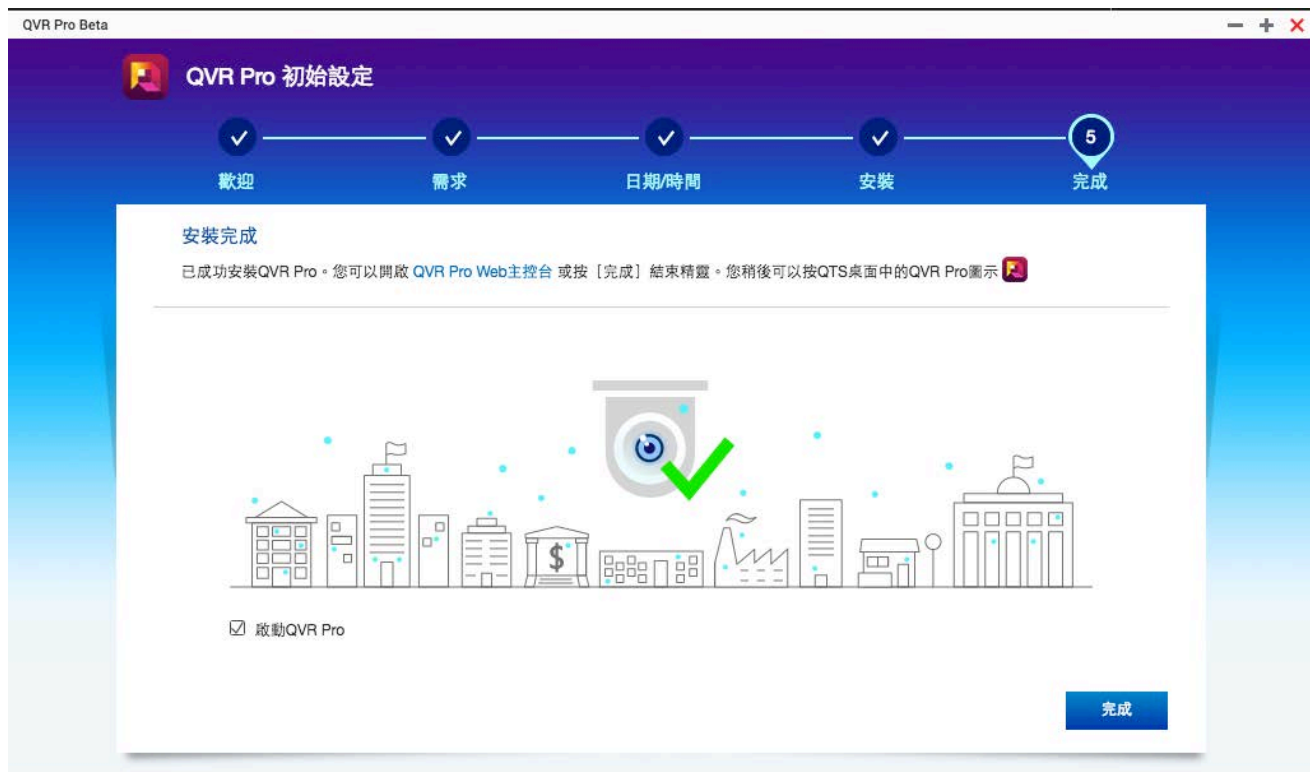 QVR Pro Beta
QVR Pro 初始設定
5
歡迎
需求
日期/時間
安裝
完成
安裝完成
已成功安裝QVR Pro。您可以開啟 QVR Pro Web主控台 或按［完成］結束精靈。您稍後可以按QTS桌面中的QVR Pro圖示
$
啟動QVR Pro
完成